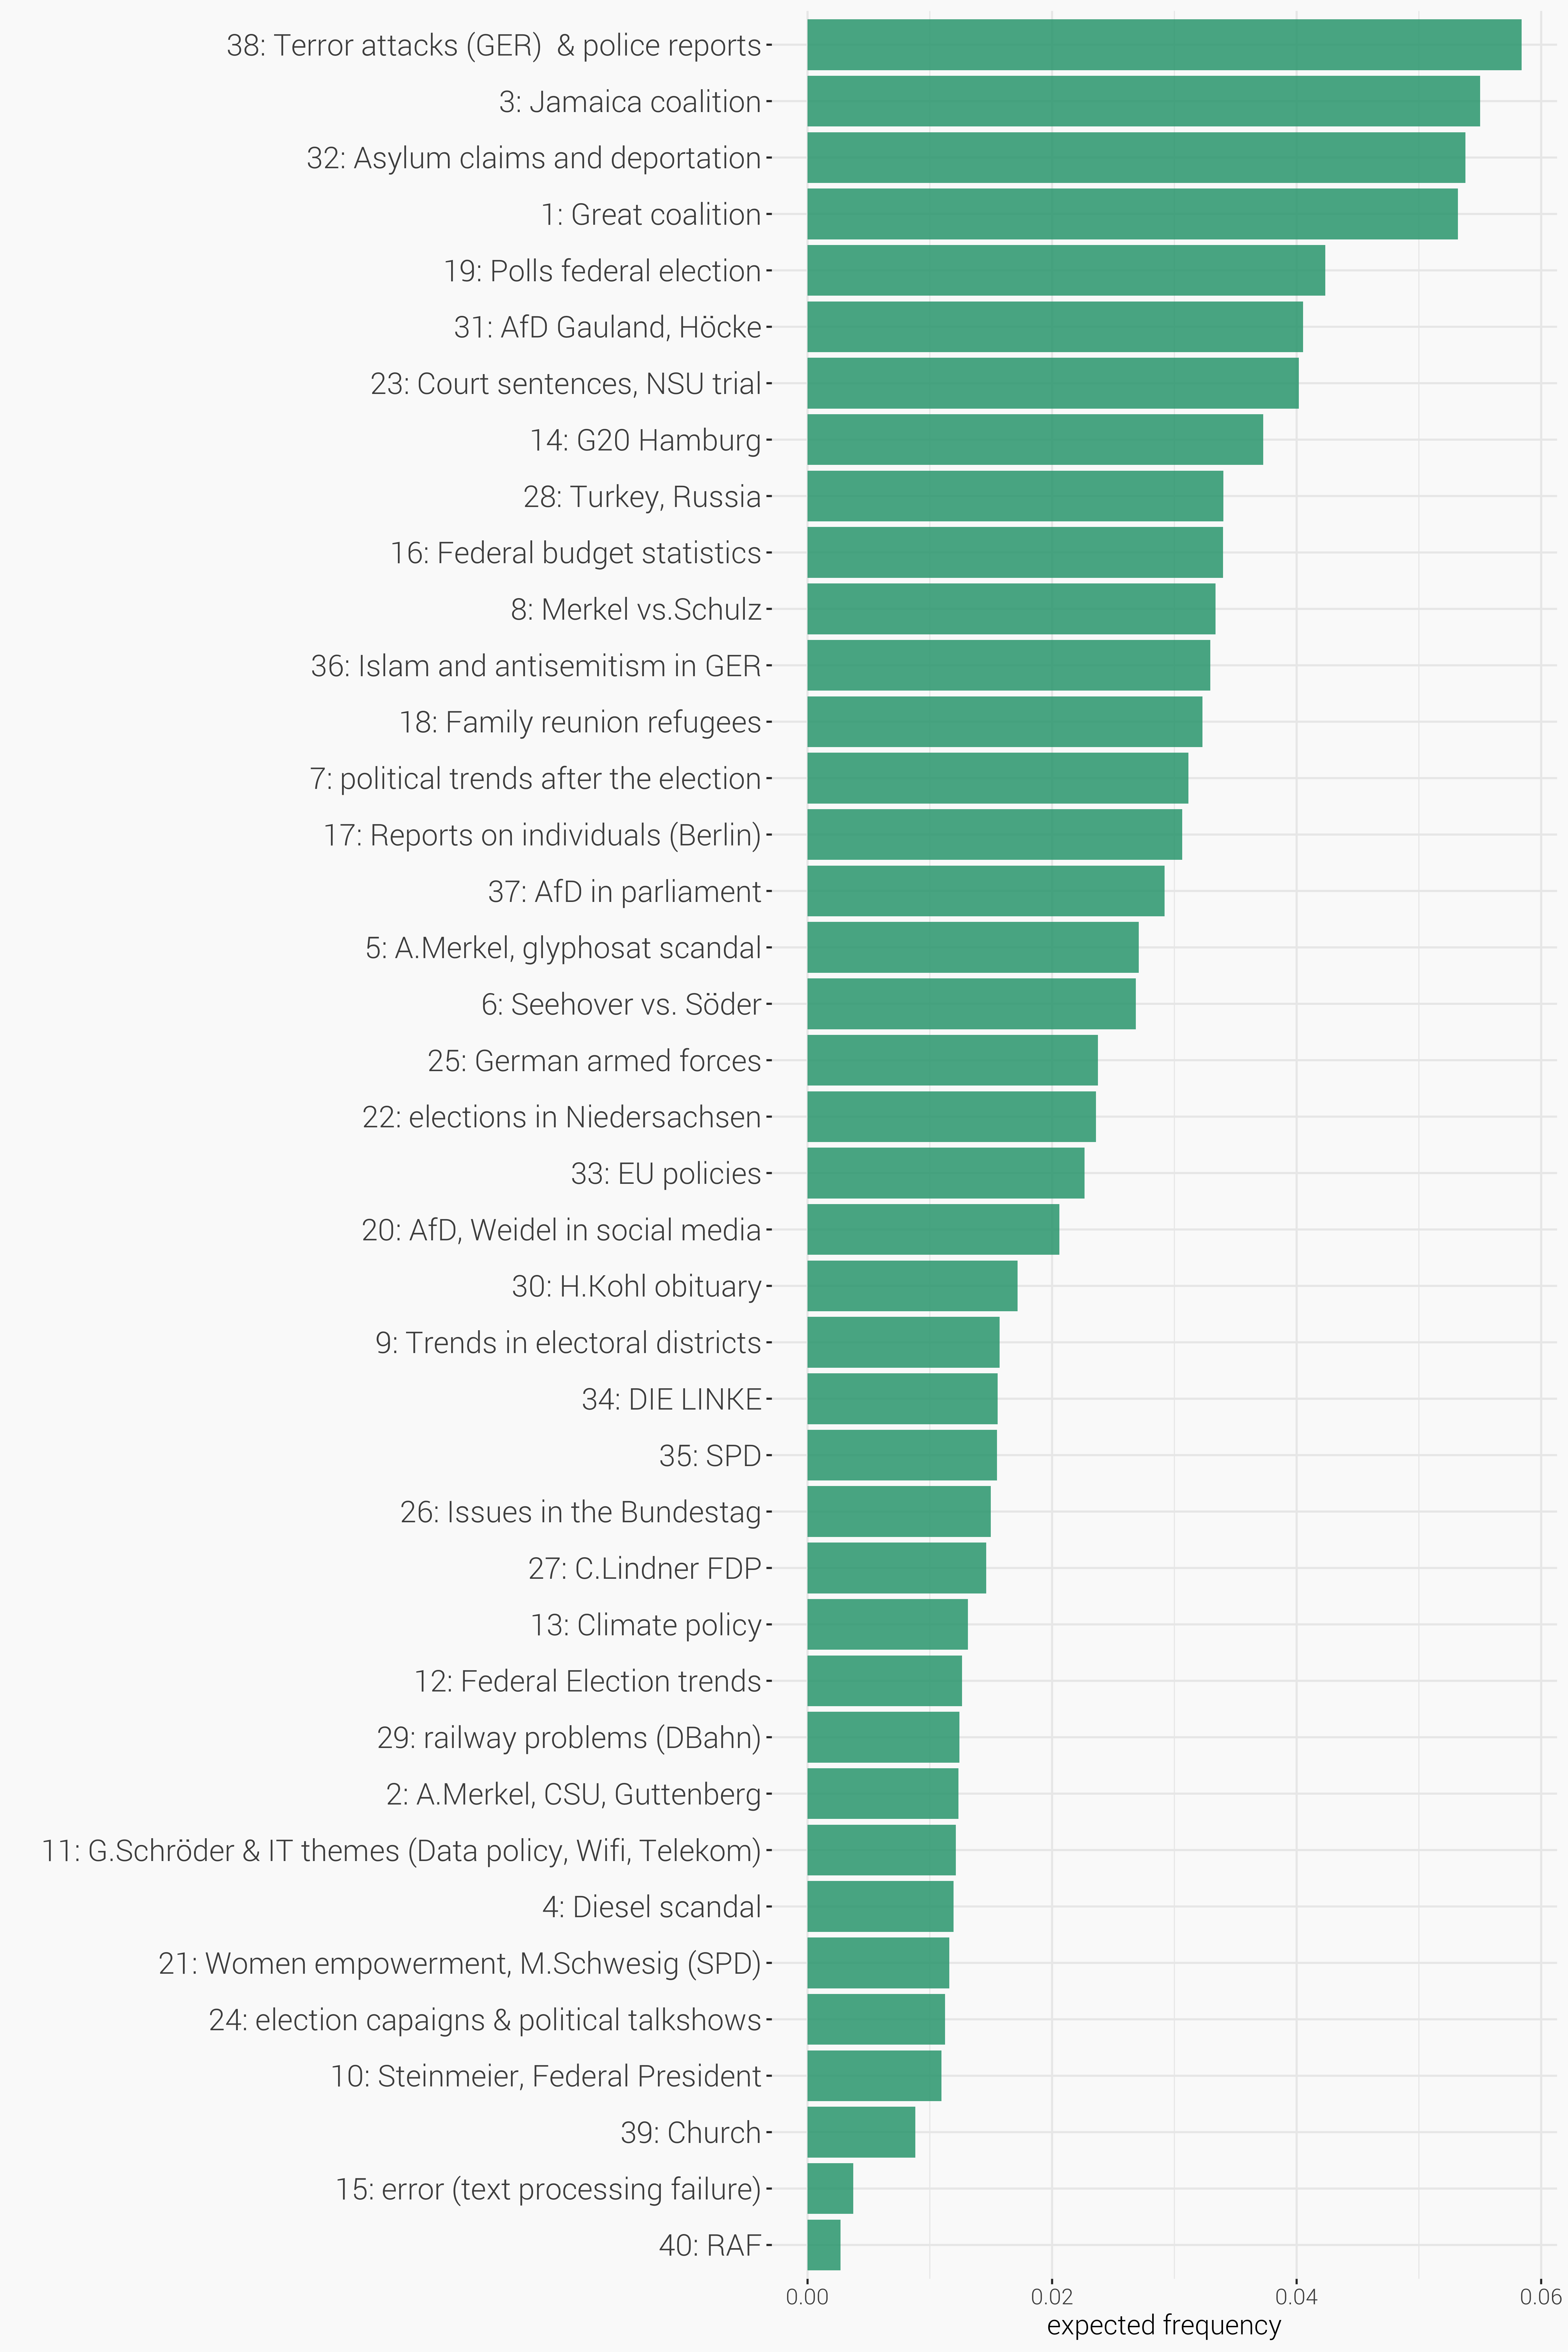 38: Terror attacks (GER)  & police reports
3: Jamaica coalition
32: Asylum claims and deportation
1: Great coalition
19: Polls federal election
31: AfD Gauland, Höcke
23: Court sentences, NSU trial
14: G20 Hamburg
28: Turkey, Russia
16: Federal budget statistics
8: Merkel vs.Schulz
36: Islam and antisemitism in GER
18: Family reunion refugees
7: political trends after the election
17: Reports on individuals (Berlin)
37: AfD in parliament
5: A.Merkel, glyphosat scandal
6: Seehover vs. Söder
25: German armed forces
22: elections in Niedersachsen
33: EU policies
20: AfD, Weidel in social media
30: H.Kohl obituary
9: Trends in electoral districts
34: DIE LINKE
35: SPD
26: Issues in the Bundestag
27: C.Lindner FDP
13: Climate policy
12: Federal Election trends
29: railway problems (DBahn)
2: A.Merkel, CSU, Guttenberg
11: G.Schröder & IT themes (Data policy, Wifi, Telekom)
4: Diesel scandal
21: Women empowerment, M.Schwesig (SPD)
24: election capaigns & political talkshows
10: Steinmeier, Federal President
39: Church
15: error (text processing failure)
40: RAF
0.00 0.02 0.04 0.06
expected frequency